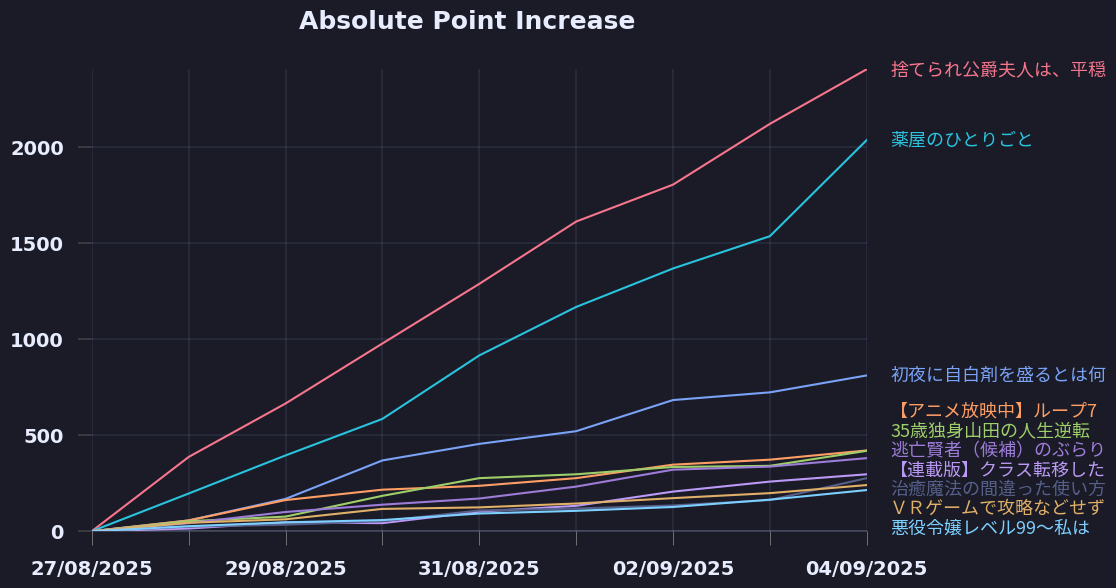 Absolute Point Increase
捨てられ公爵夫人は、平穏
薬屋のひとりごと
2000
1500
1000
初夜に自白剤を盛るとは何
【アニメ放映中】ループ7
500
35歳独身山田の人生逆転
逃亡賢者（候補）のぶらり
【連載版】クラス転移した
治癒魔法の間違った使い方
ＶＲゲームで攻略などせず
0
悪役令嬢レベル99～私は
27/08/2025
29/08/2025
31/08/2025
02/09/2025
04/09/2025